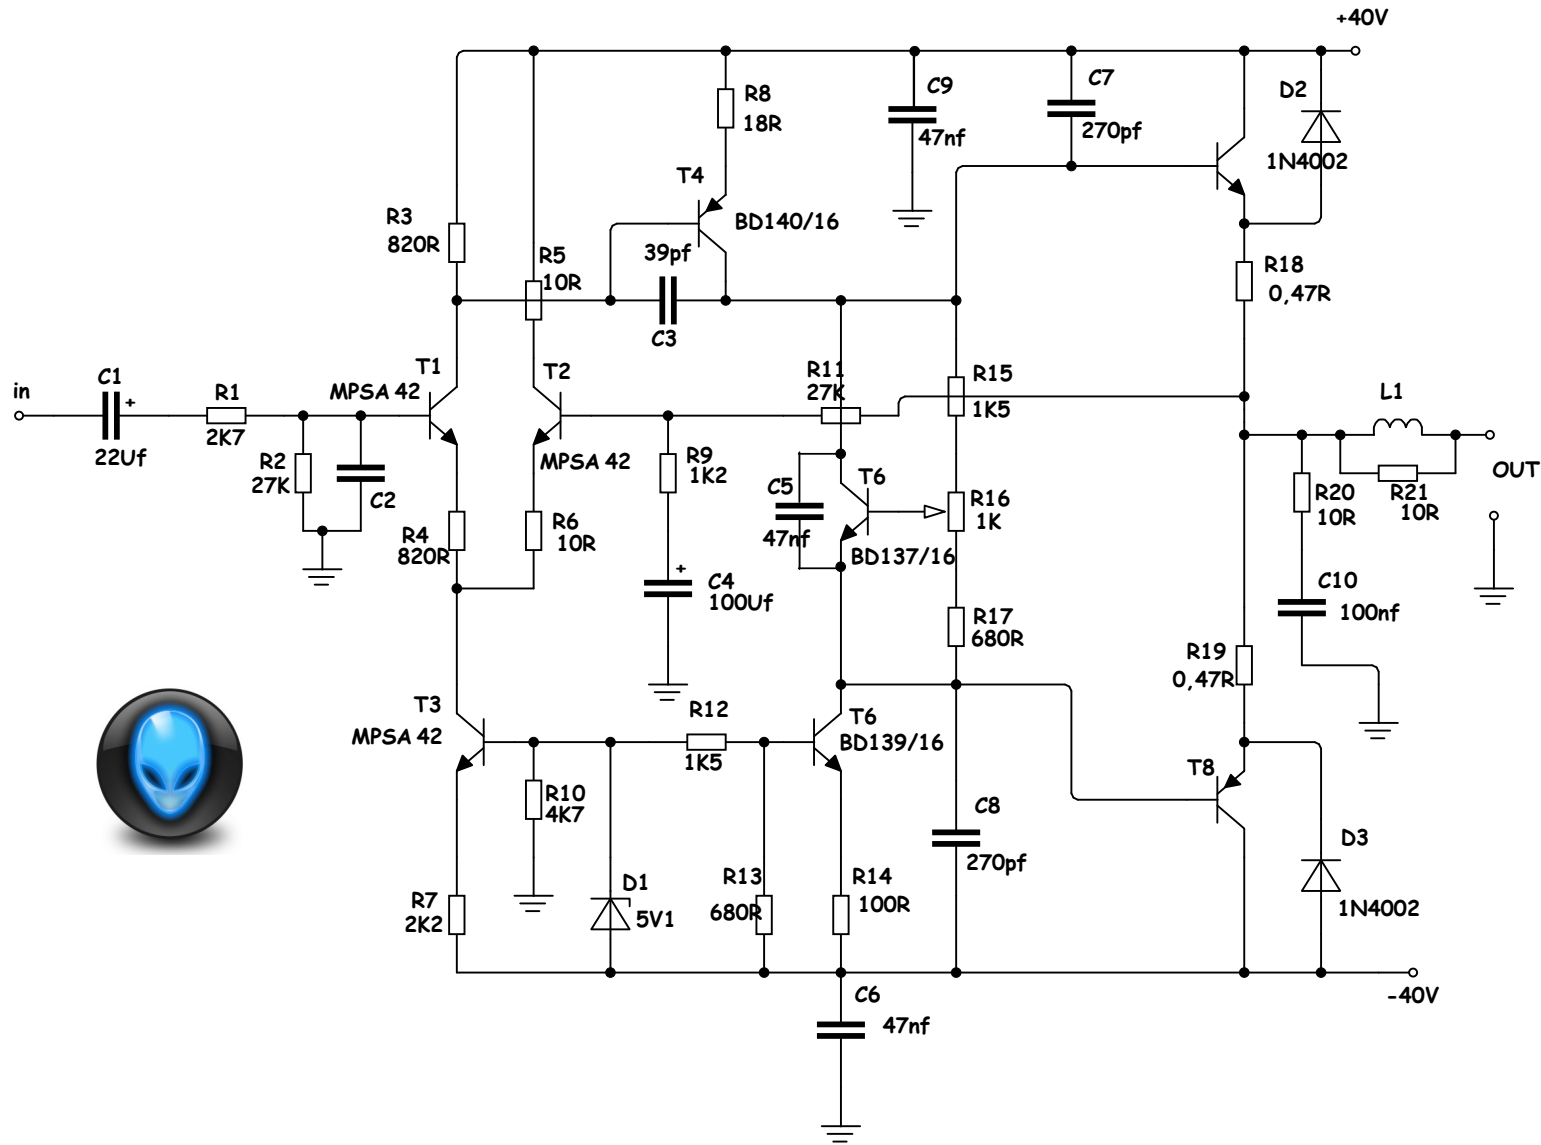 +40V
C7
270pf
C9
47nf
D2
1N4002
R8
18R
T4
BD140/16
R3
820R
39pf
C3
R5
10R
R18
0,47R
in
C1
+
22Uf
R1
2K7
T1
MPSA 42
T2
MPSA 42
R11
27K
R15
1K5
L1
R2
27K
C2
R9
1K2
C5
47nf
T6
BD137/16
R16
1K
R20
10R
R21
10R
OUT
R4
820R
R6
10R
+
C4
100Uf
C10
100nf
R17
680R
R19
0,47R
T3
MPSA 42
R12
1K5
T6
BD139/16
T8
R10
4K7
C8
270pf
D3
1N4002
R7
2K2
D1
5V1
R13
680R
R14
100R
-40V
C6
47nf